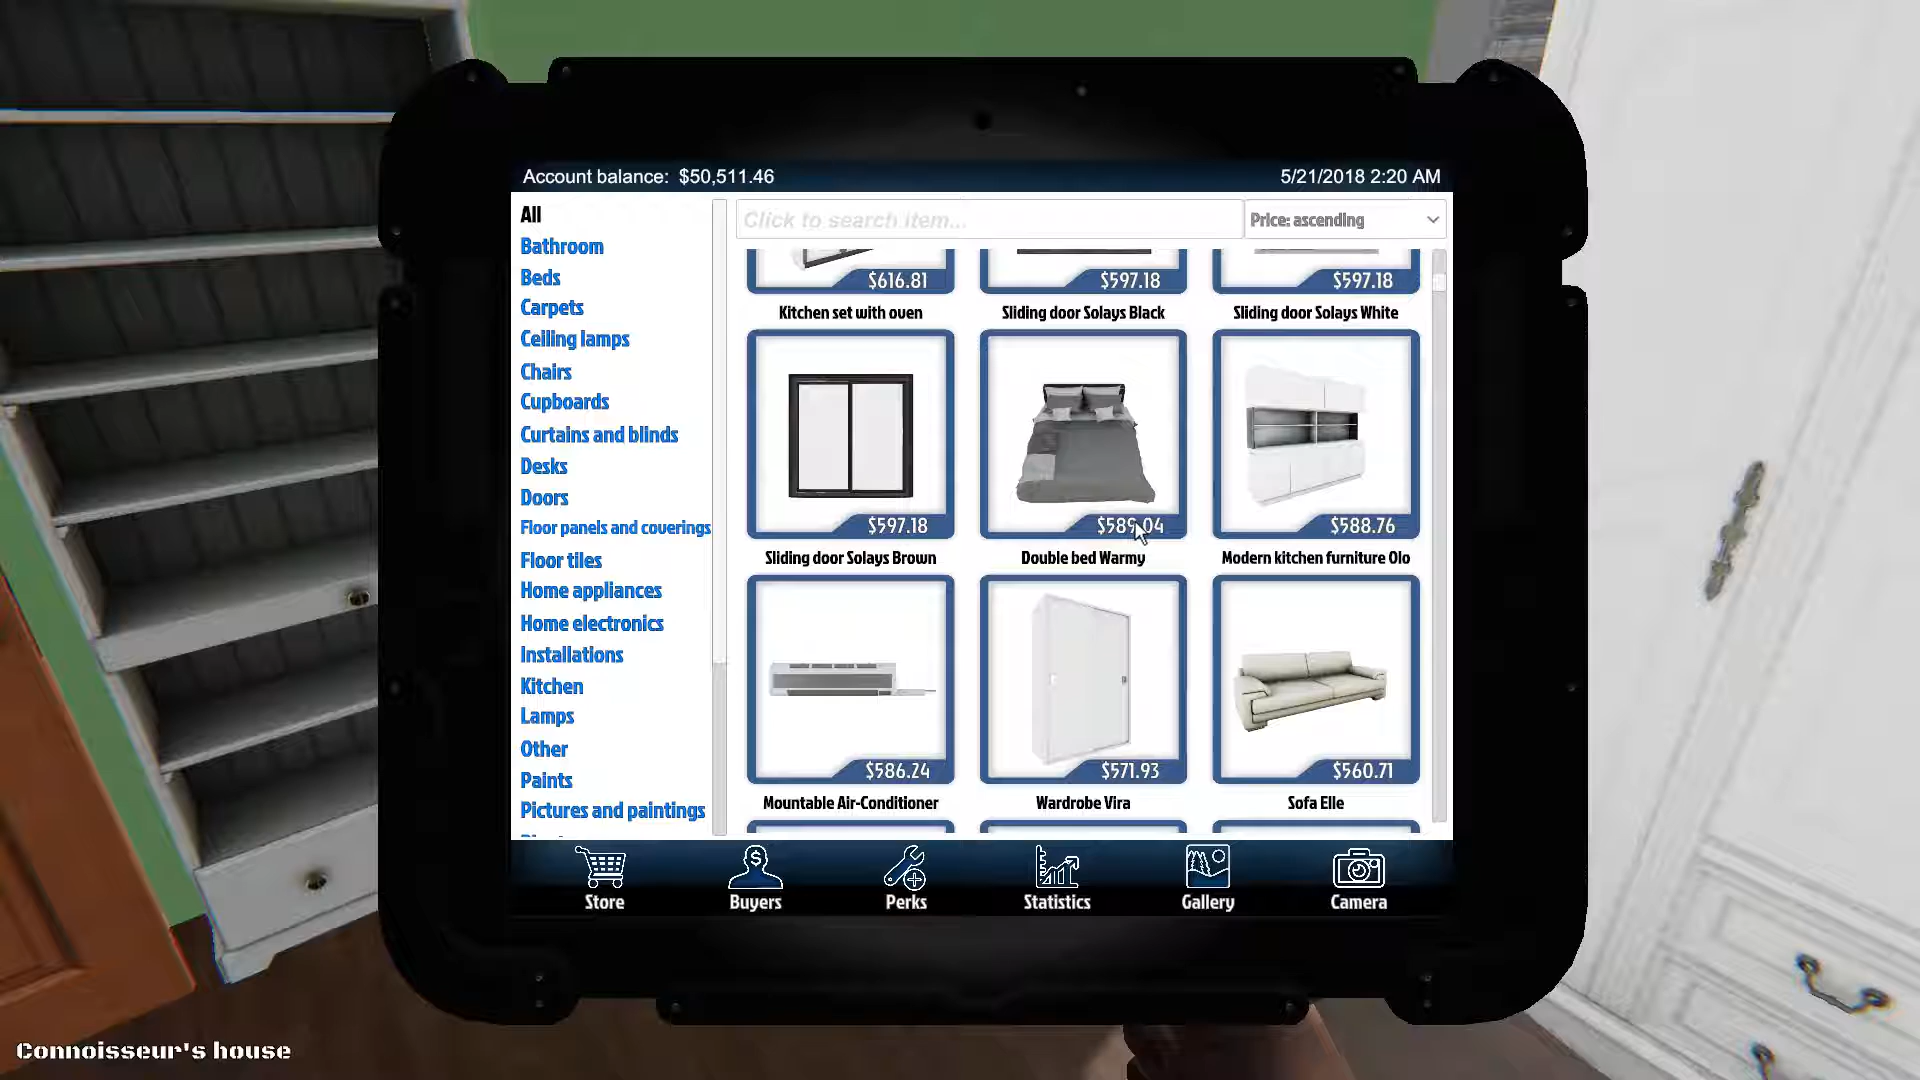 Account balance: $50,511.46
5/21/2018 2:20 AM
All
Bathroom
Beds
Carpets
Ceiling lamps
Chairs
Cupboards
Curtains and blinds
Desks
Doors
Floor panels and coverings
Floor tiles
Home appliances
Home electronics
Installations
Kitchen
Lamps
Other
Paints
Pictures and paintings
Click to search item...
Price: ascending
$616.81
$597.18
$597.18
Kitchen set with oven
Sliding door Solays Black
Sliding door Solays White
$597.18
$589.04
$588.76
Sliding door Solays Brown
Double bed Warmy
Modern kitchen furniture Olo
$586.24
$571.93
$560.71
Mountable Air-Conditioner
Wardrobe Vira
Sofa Elle
Store
Buyers
Perks
Statistics
Gallery
Camera
Connoisseur's house